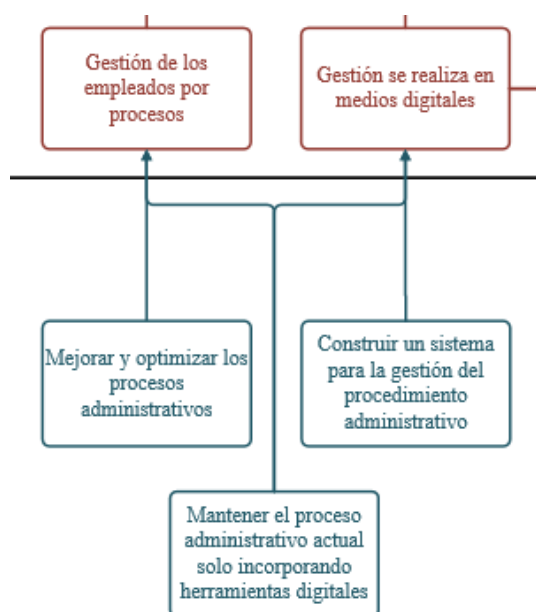 Gestión de los
empleados por
procesos
Gestión se realiza en
medios digitales
Mejorar y optimizar los
procesos
administrativos
Construir un sistema
para la gestión del
procedimiento
administrativo
Mantener el proceso
administrativo actual
solo incorporando
herramientas digitales